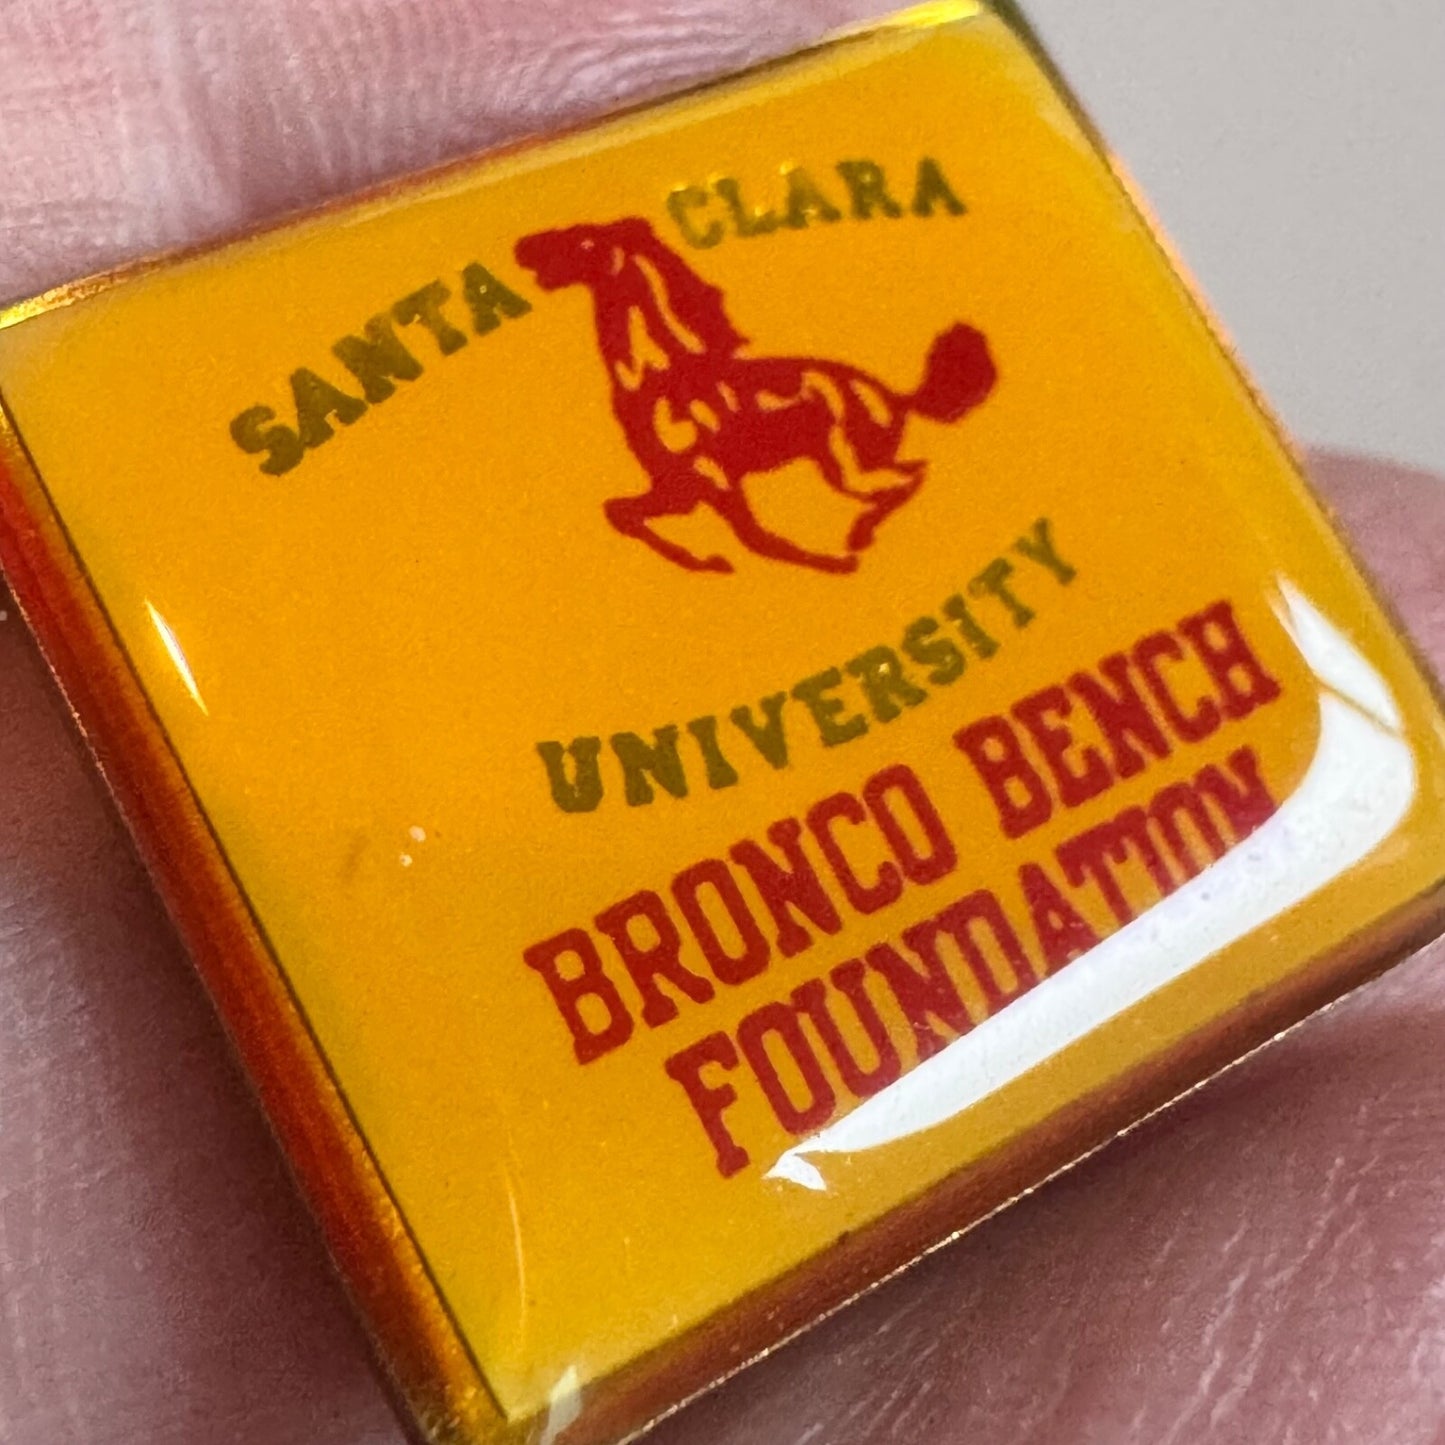 SANTA CLARA
UNIVERSITY
BRONCO BENCH
FOUNDATION